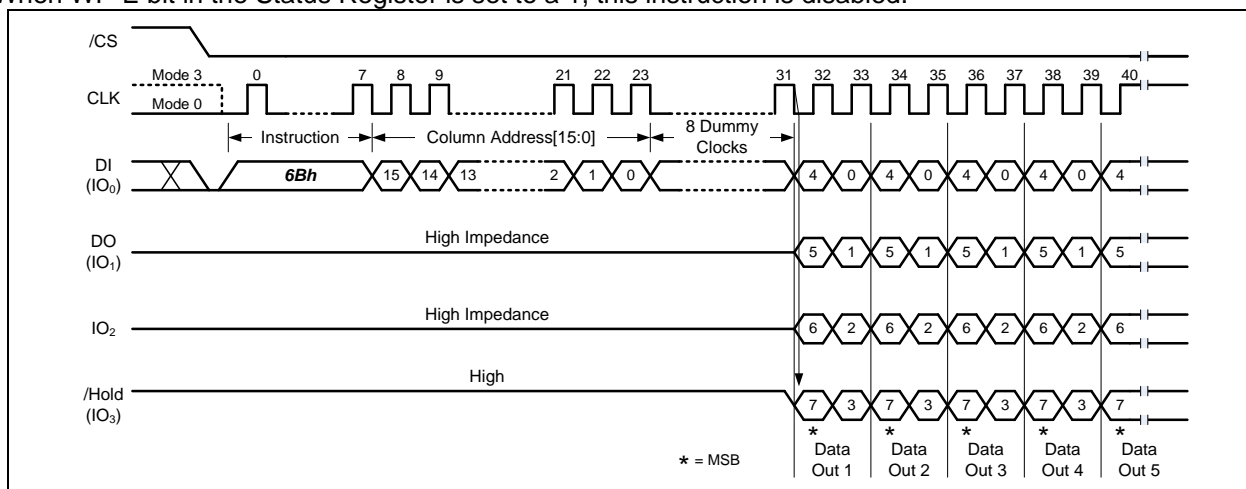 when WP-E bit in the Status Register is set to a 1, this instruction is disabled.
/CS
Mode 3 0 7 8 9 21 22 23 31 32 33 34 35 36 37 38 39 40
CLK
Mode 0
Instruction Column Address[15:0] 8 Dummy
Clocks
DI
(IO0)
6Bh 15 14 13 2 1 0 4 0 4 0 4 0 4 0 4
High Impedance
DO
(IO1)
5 1 5 1 5 1 5 1 5
High Impedance
IO2
6 2 6 2 6 2 6 2 6
High
/Hold
(IO3)
7 3 7 3 7 3 7 3 7
* * * * *
* = MSB
Data Data Data Data Data
Out 1 Out 2 Out 3 Out 4 Out 5